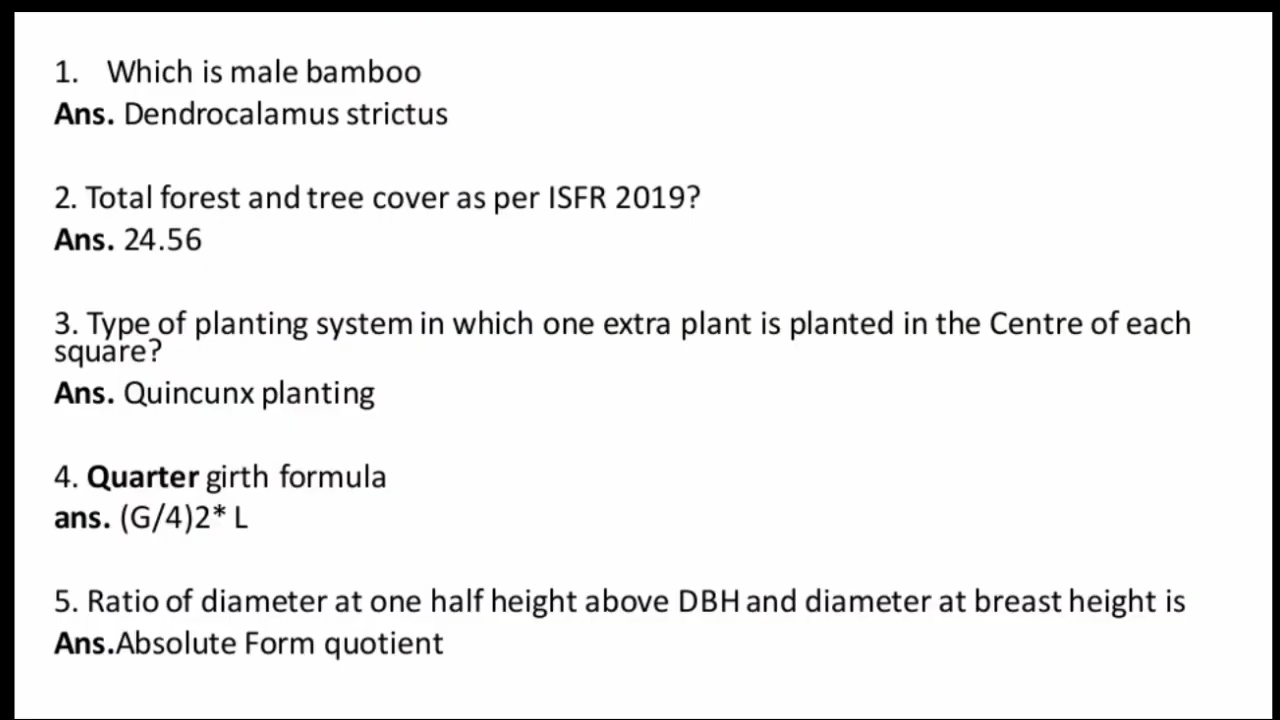 1. Which is male bamboo
Ans. Dendrocalamus strictus
2. Total forest and tree cover as per ISFR 2019?
Ans. 24.56
3. Type of planting system in which one extra plant is planted in the Centre of each
square?
Ans. Quincunx planting
4. Quarter girth formula
ans. (G/4)2* L
5. Ratio of diameter at one half height above DBH and diameter at breast height is
Ans.Absolute Form quotient